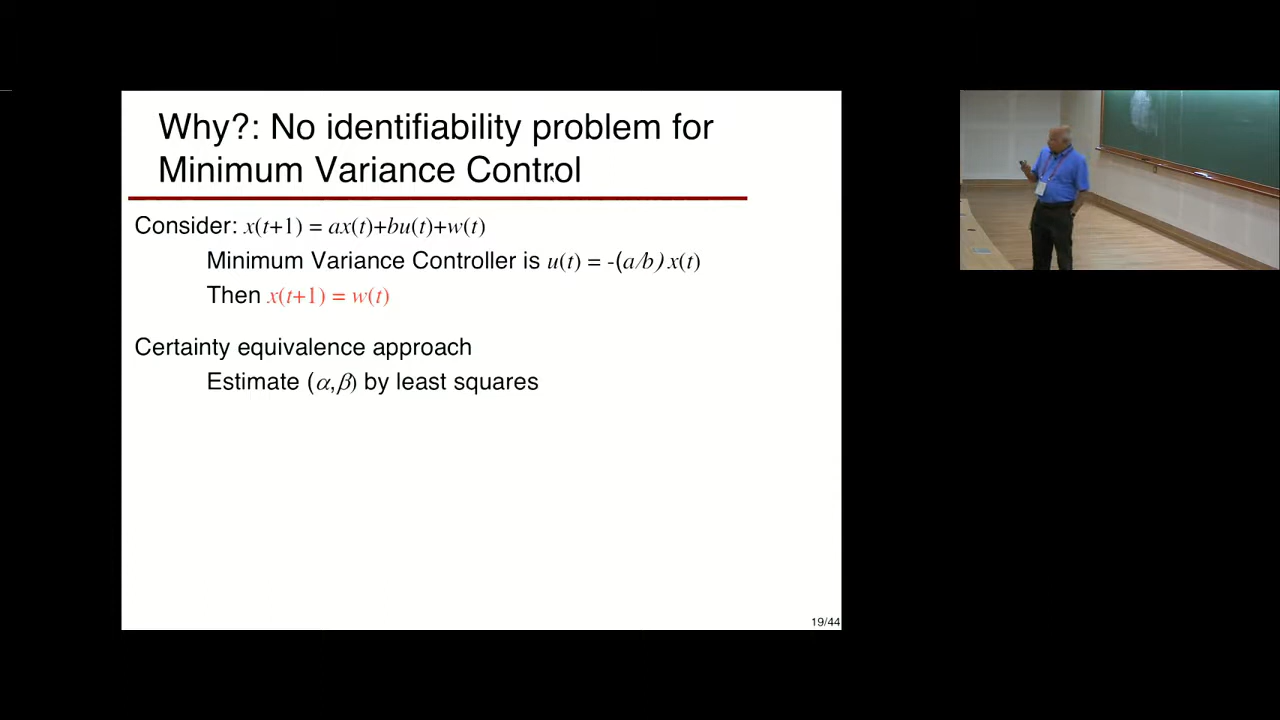 Why?: No identifiability problem for
Minimum Variance Control
Consider: x(t+1) = ax(t)+bu(t)+w(t)
Minimum Variance Controller is u(t) = -(a/b) x(t)
Then x(t+1) = w(t)
Certainty equivalence approach
Estimate (α,β) by least squares
19/44